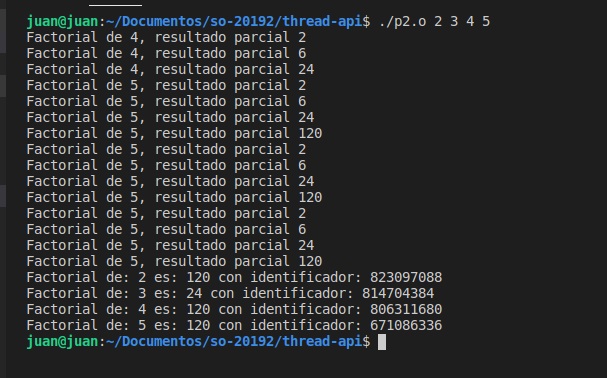 juan@juan:~/Documentos/so-20192/thread-api$ ./p2.o 2 3 4 5
Factorial de 4, resultado parcial 2
Factorial de 4, resultado parcial 6
Factorial de 4, resultado parcial 24
Factorial de 5, resultado parcial 2
Factorial de 5, resultado parcial 6
Factorial de 5, resultado parcial 24
Factorial de 5, resultado parcial 120
Factorial de 5, resultado parcial 2
Factorial de 5, resultado parcial 6
Factorial de 5, resultado parcial 24
Factorial de 5, resultado parcial 120
Factorial de 5, resultado parcial 2
Factorial de 5, resultado parcial 6
Factorial de 5, resultado parcial 24
Factorial de 5, resultado parcial 120
Factorial de: 2 es: 120 con identificador: 823097088
Factorial de: 3 es: 24 con identificador: 814704384
Factorial de: 4 es: 120 con identificador: 806311680
Factorial de: 5 es: 120 con identificador: 671086336
juan@juan:~/Documentos/so-20192/thread-api$